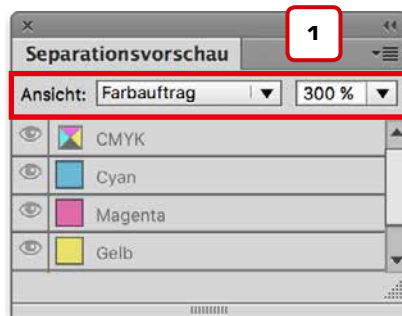 1
Separationsvorschau
Ansicht: Farbauftrag 300 %
CMYK
Cyan
Magenta
Gelb